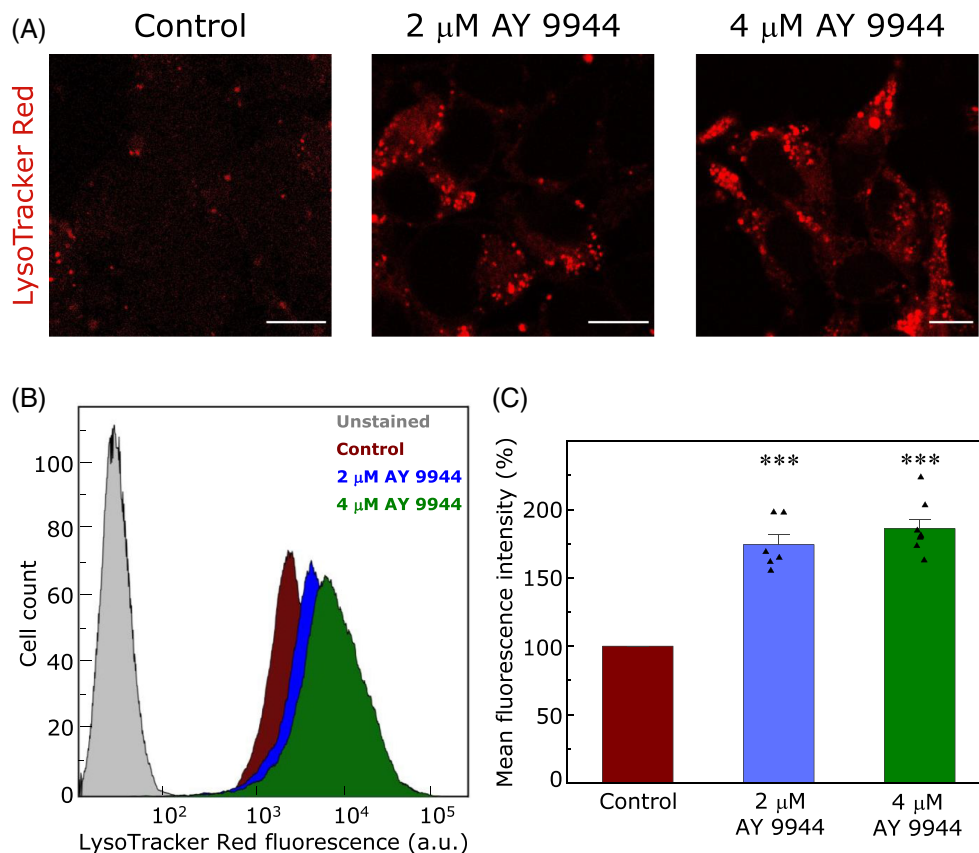 (A)
Control
2 μM AY 9944
4 μM AY 9944
LysoTracker Red
(B)
Unstained
Control
2 μM AY 9944
4 μM AY 9944
Cell count
100
80
60
40
20
0
10²
10³
10⁴
10⁵
LysoTracker Red fluorescence (a.u.)
(C)
Mean fluorescence intensity (%)
200
150
100
50
0
***
***
Control
2 μM
AY 9944
4 μM
AY 9944